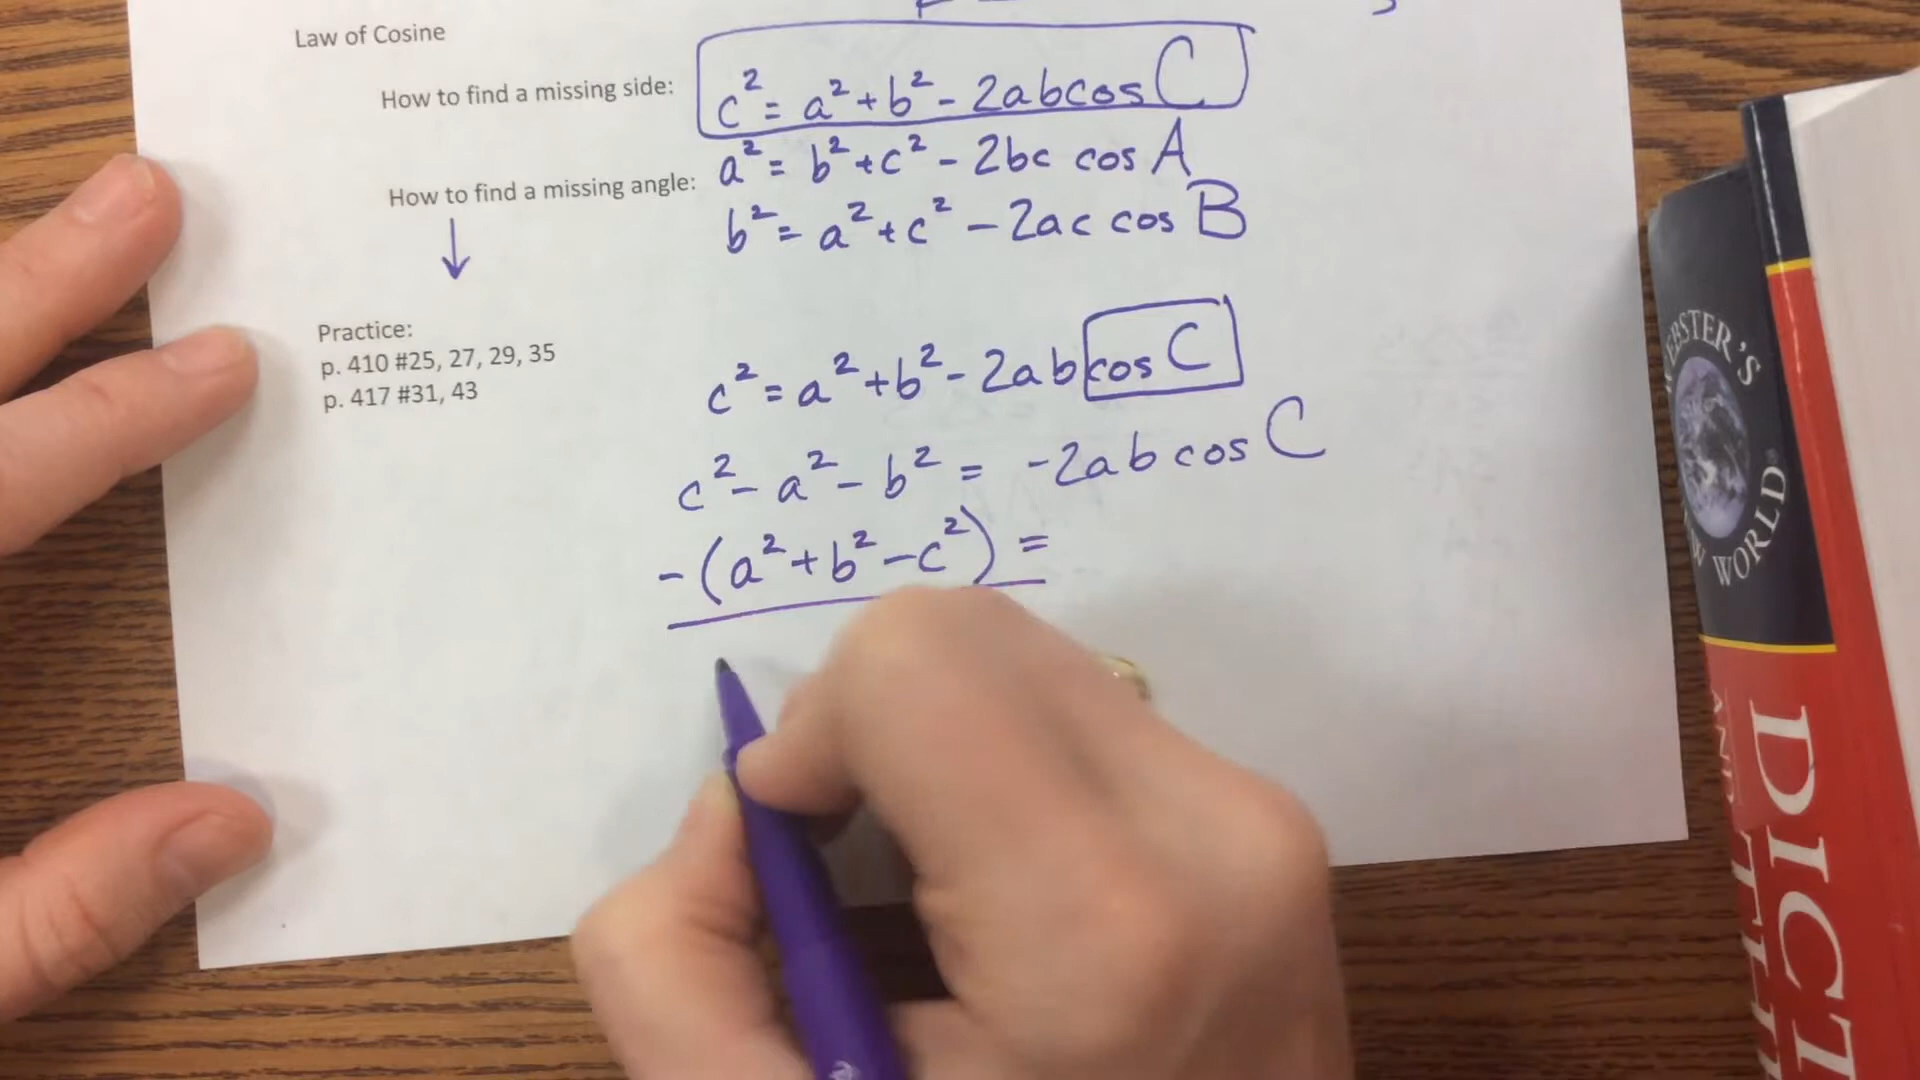 Law of Cosine
How to find a missing side: c² = a² + b² - 2abcos C
a² = b² + c² - 2bc cos A
How to find a missing angle:
b² = a² + c² - 2ac cos B
Practice:
p. 410 #25, 27, 29, 35
p. 417 #31, 43
c² = a² + b² - 2ab cos C
c² - a² - b² = -2ab cos C
-(a² + b² - c²) =
WORLD
DICT